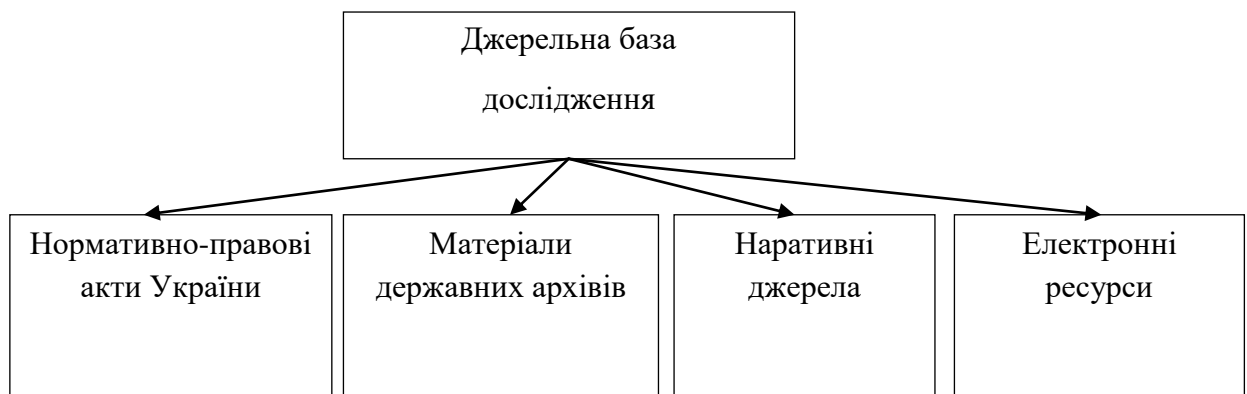 Джерельна база
дослідження
Нормативно-правові
акти України
Матеріали
державних архівів
Наративні
джерела
Електронні
ресурси